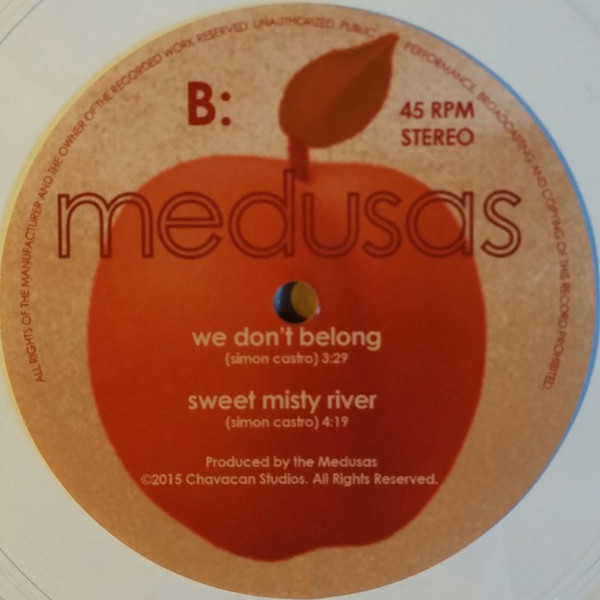 ALL RIGHTS OF THE MANUFACTURER AND THE OWNER OF THE RECORDED WORK RESERVED. UNAUTHORIZED. PUBLIC PERFORMANCE, BROADCASTING AND COPYING OF THIS RECORD PROHIBITED.
B:
45 RPM
STEREO
medusas
we don't belong
(simon castro) 3:29
sweet misty river
(simon castro) 4:19
Produced by the Medusas
©2015 Chavacan Studios. All Rights Reserved.